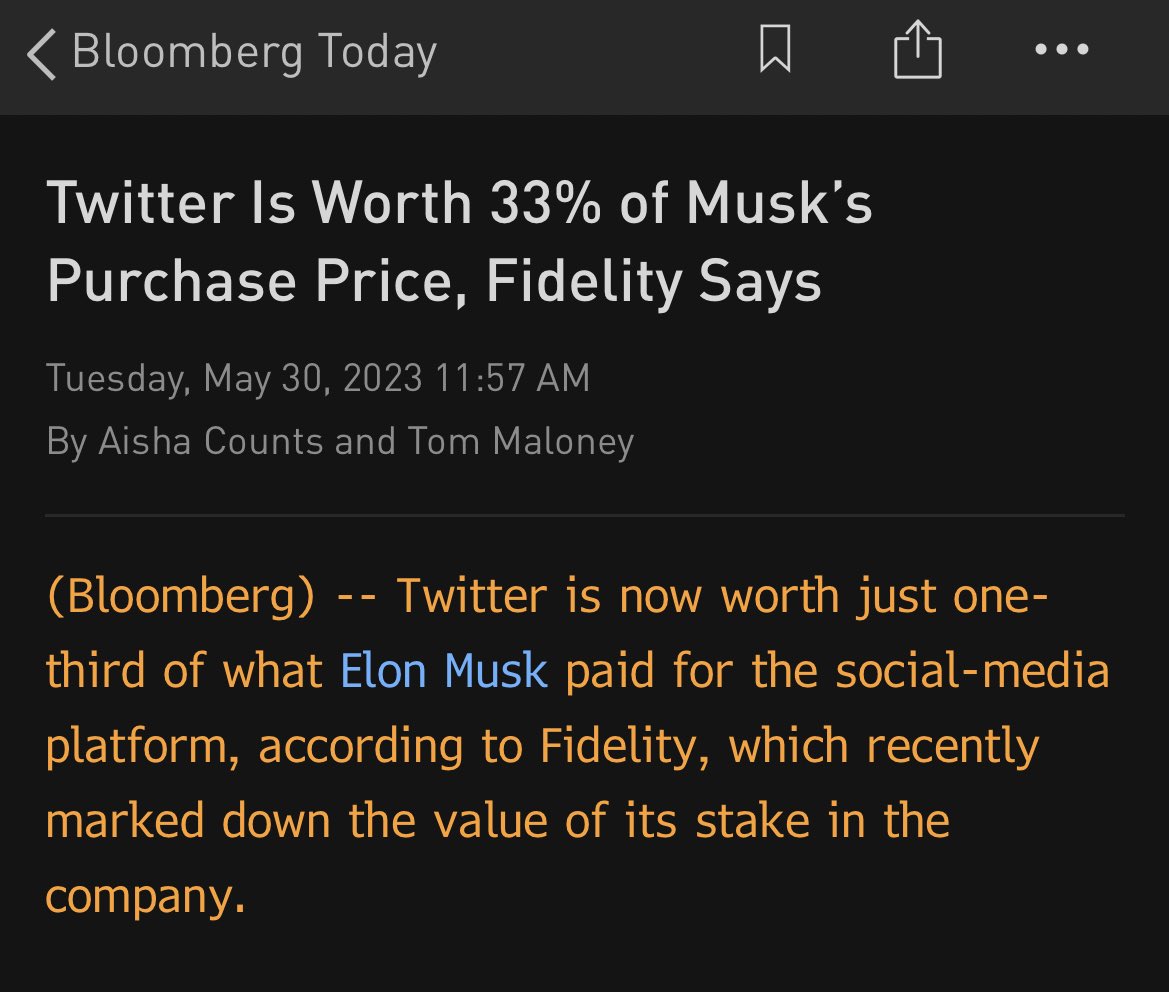 Bloomberg Today
Twitter Is Worth 33% of Musk’s
Purchase Price, Fidelity Says
Tuesday, May 30, 2023 11:57 AM
By Aisha Counts and Tom Maloney
(Bloomberg) -- Twitter is now worth just one-
third of what Elon Musk paid for the social-media
platform, according to Fidelity, which recently
marked down the value of its stake in the
company.